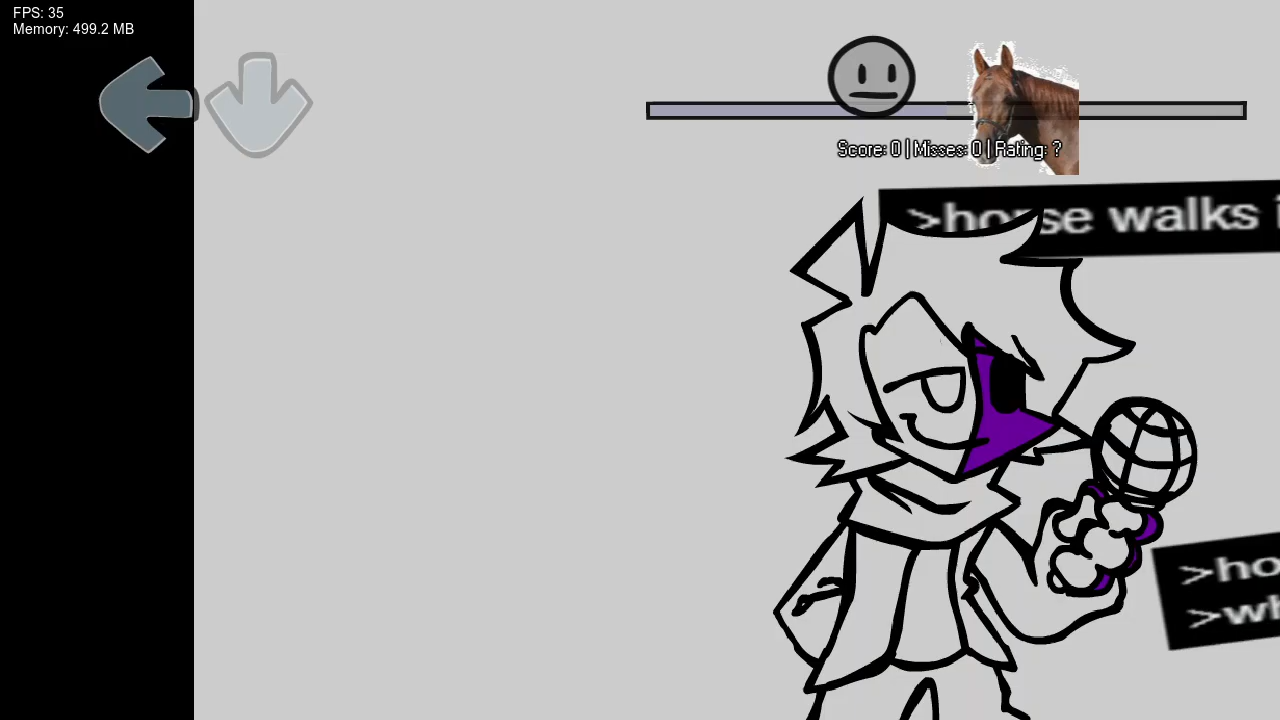 FPS: 35
Memory: 499.2 MB
Score: 0 | Misses: 0 | Rating: ?
>horse walks i
>ho
>wh